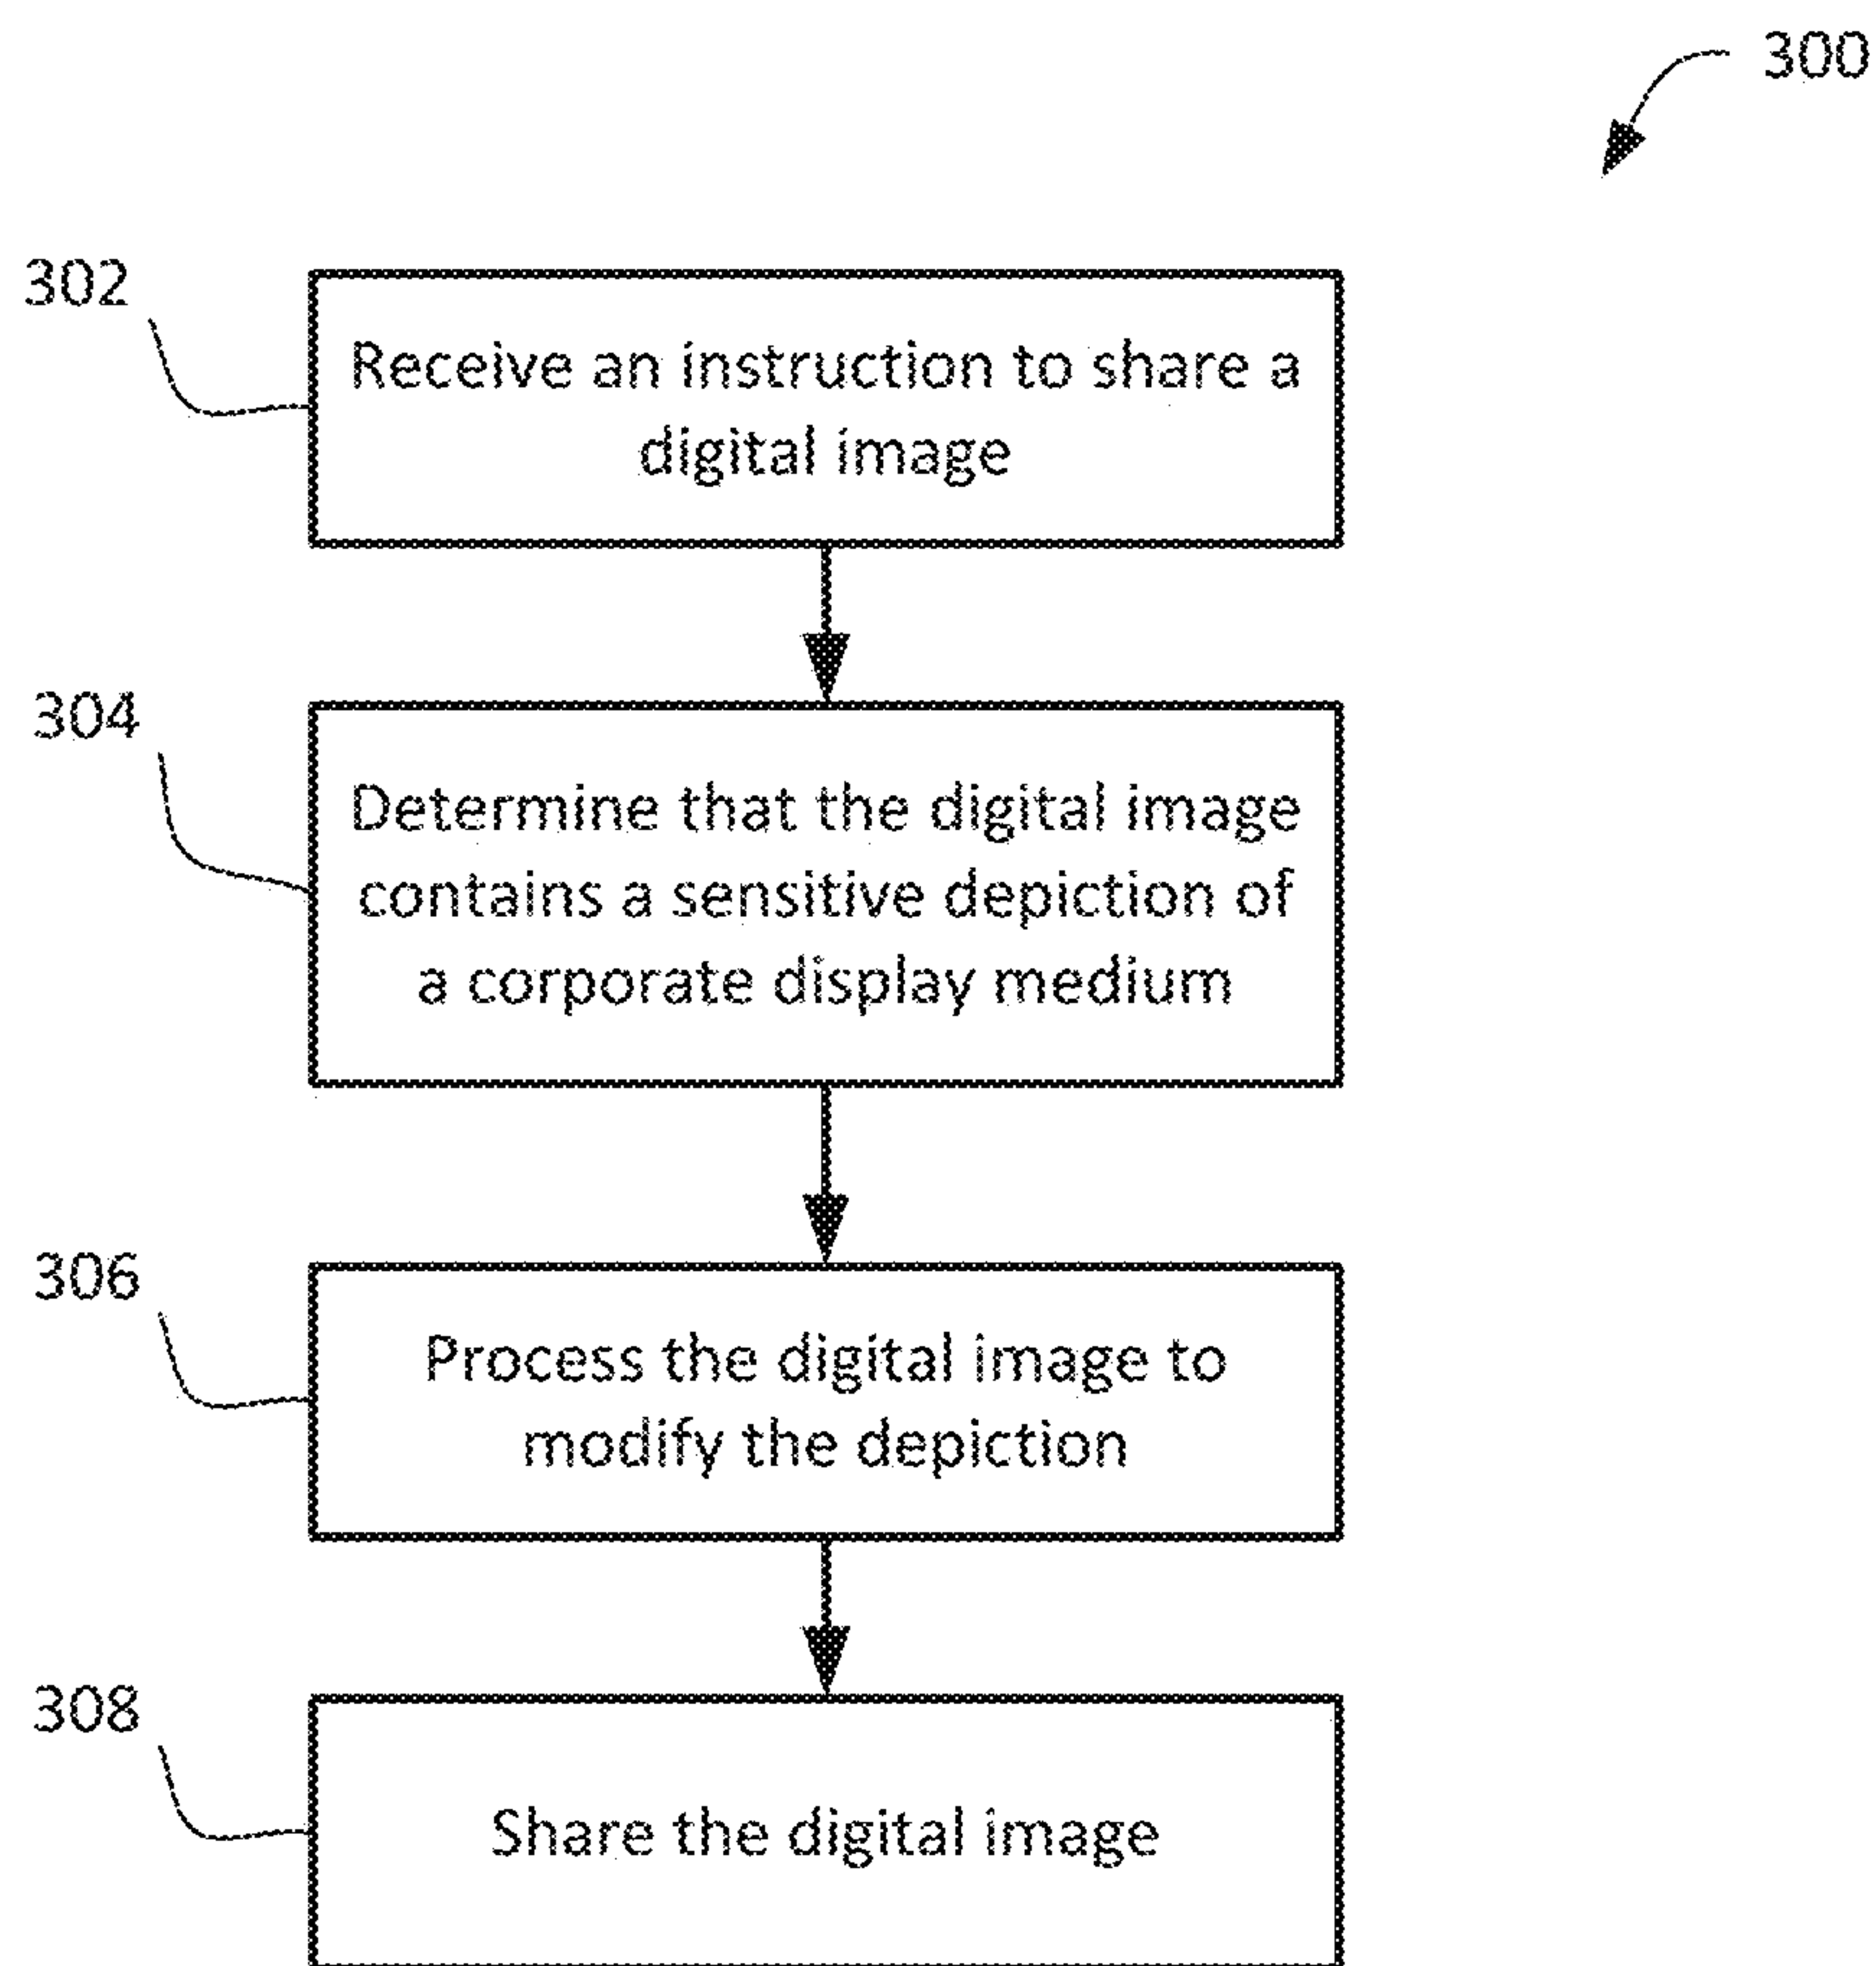 300
302
Receive an instruction to share a
digital image
304
Determine that the digital image
contains a sensitive depiction of
a corporate display medium
306
Process the digital image to
modify the depiction
308
Share the digital image